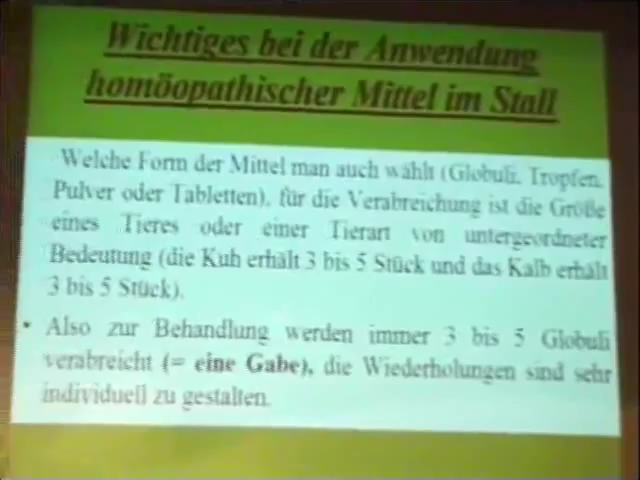 Wichtiges bei der Anwendung
homöopathischer Mittel im Stall
Welche Form der Mittel man auch wählt (Globuli, Tropfen,
Pulver oder Tabletten), für die Verabreichung ist die Größe
eines Tieres oder einer Tierart von untergeordneter
Bedeutung (die Kuh erhält 3 bis 5 Stück und das Kalb erhält
3 bis 5 Stück).
• Also zur Behandlung werden immer 3 bis 5 Globuli
verabreicht (= eine Gabe), die Wiederholungen sind sehr
individuell zu gestalten.